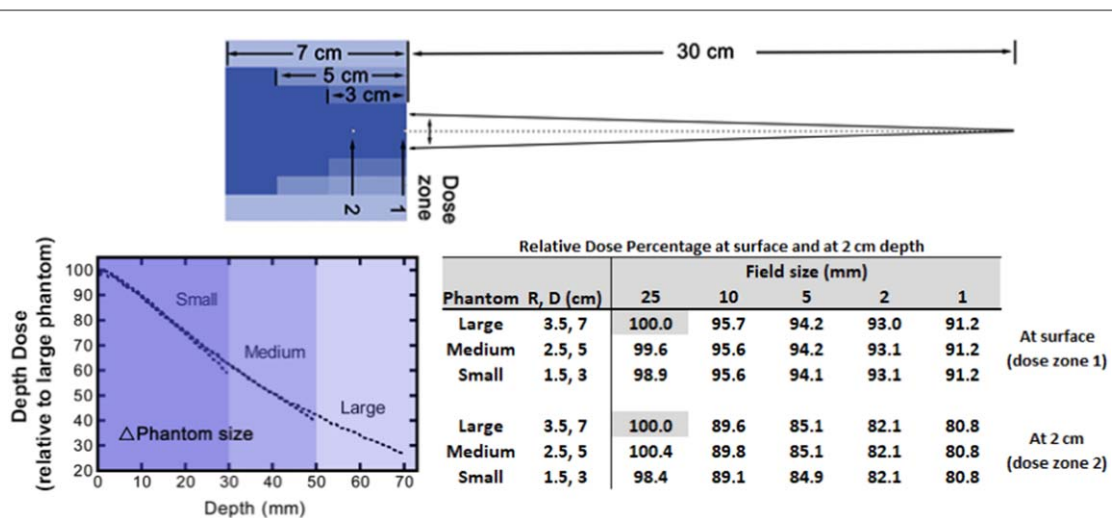 7 cm
30 cm
5 cm
3 cm
Dose zone
2
1
Relative Dose Percentage at surface and at 2 cm depth
Field size (mm)
Phantom R, D (cm) 25 10 5 2 1
Large 3.5, 7 100.0 95.7 94.2 93.0 91.2
Medium 2.5, 5 99.6 95.6 94.2 93.1 91.2
Small 1.5, 3 98.9 95.6 94.1 93.1 91.2
At surface
(dose zone 1)
Large 3.5, 7 100.0 89.6 85.1 82.1 80.8
Medium 2.5, 5 100.4 89.8 85.1 82.1 80.8
Small 1.5, 3 98.4 89.1 84.9 82.1 80.8
At 2 cm
(dose zone 2)
Depth Dose
(relative to large phantom)
100
90
80
70
60
50
40
30
20
Small
Medium
Large
△Phantom size
0 10 20 30 40 50 60 70
Depth (mm)